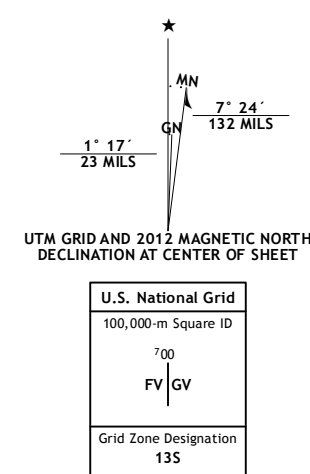 ★
MN
GN
7° 24´
132 MILS
1° 17´
23 MILS
UTM GRID AND 2012 MAGNETIC NORTH
DECLINATION AT CENTER OF SHEET
U.S. National Grid
100,000-m Square ID
⁷00
FV GV
Grid Zone Designation
13S